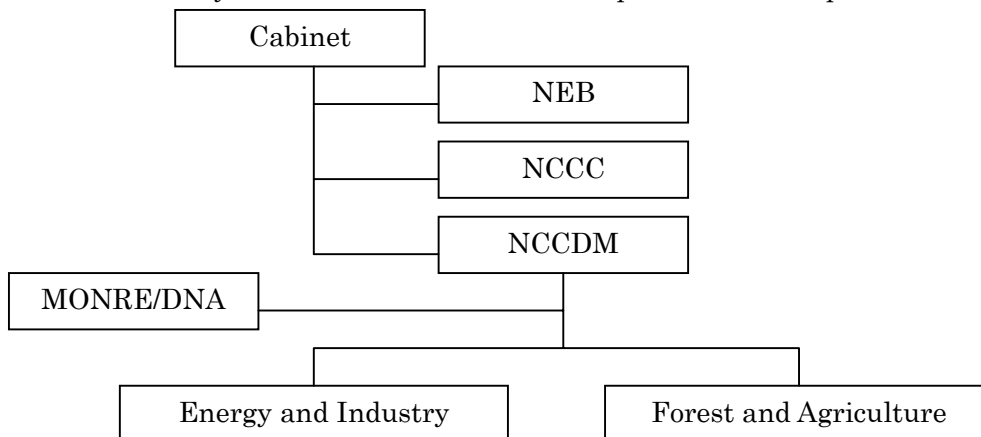 Cabinet
NEB
NCCC
NCCDM
MONRE/DNA
Energy and Industry
Forest and Agriculture